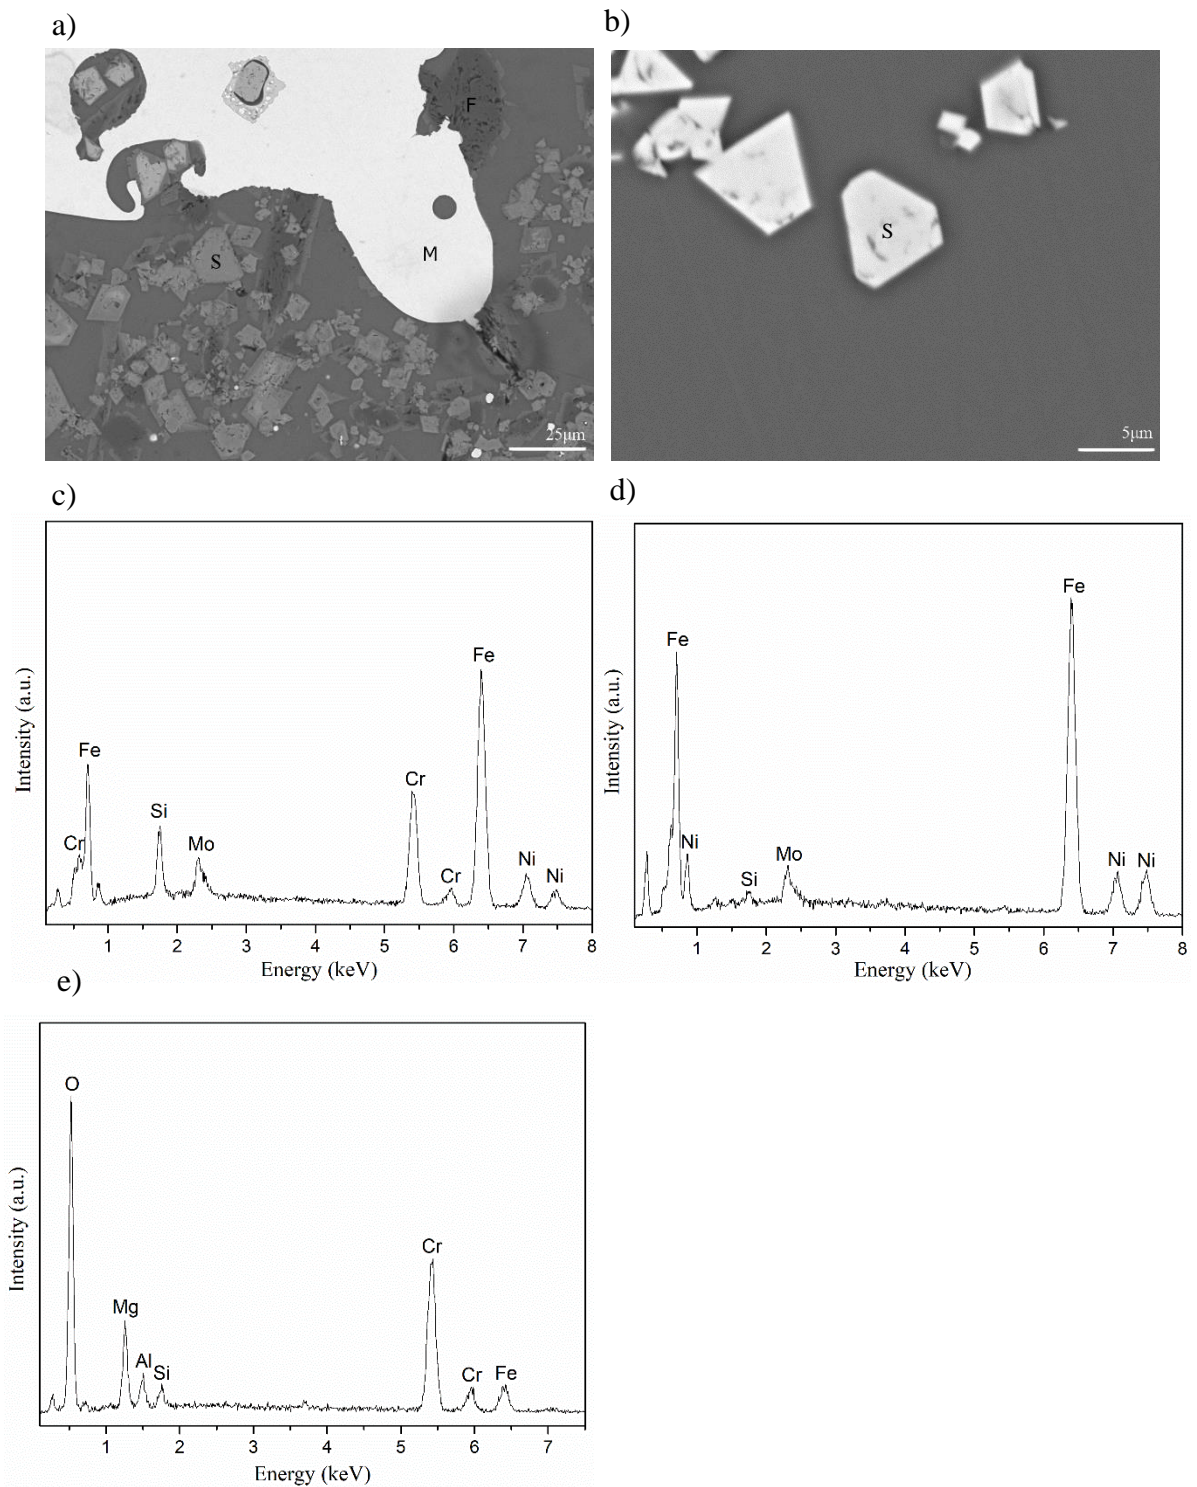 a)
b)
F
M
S
25μm
S
5μm
c)
d)
Intensity (a.u.)
Cr
Fe
Si
Mo
Cr
Cr
Fe
Ni
Ni
1 2 3 4 5 6 7 8
Energy (keV)
Intensity (a.u.)
Fe
Ni
Si
Mo
Fe
Ni
Ni
1 2 3 4 5 6 7 8
Energy (keV)
e)
Intensity (a.u.)
O
Mg
Al
Si
Cr
Cr
Fe
1 2 3 4 5 6 7
Energy (keV)